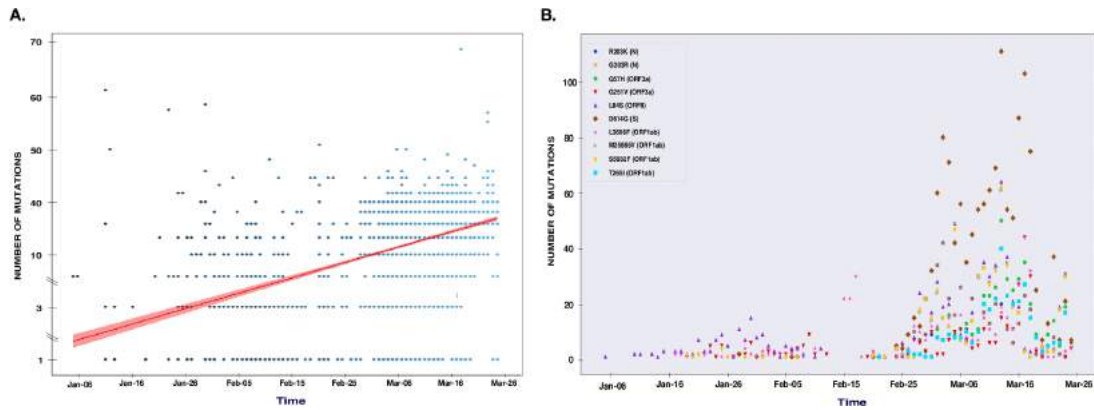 A.
70
60
50
40
10
3
1
NUMBER OF MUTATIONS
Jan-06 Jan-16 Jan-26 Feb-05 Feb-15 Feb-25 Mar-06 Mar-16 Mar-26
Time
B.
100
80
60
40
20
0
NUMBER OF MUTATIONS
R203K (N)
G203R (N)
Q57H (ORF3a)
G251V (ORF3a)
L84S (ORF8)
D614G (S)
(ORF1ab)
(ORF1ab)
(ORF1ab)
T265I (ORF1ab)
Jan-06 Jan-16 Jan-26 Feb-05 Feb-15 Feb-25 Mar-06 Mar-16 Mar-26
Time